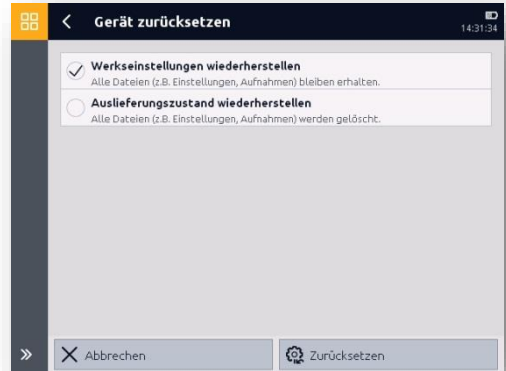 Gerät zurücksetzen
14:31:34
Werkseinstellungen wiederherstellen
Alle Dateien (z.B. Einstellungen, Aufnahmen) bleiben erhalten.
Auslieferungszustand wiederherstellen
Alle Dateien (z.B. Einstellungen, Aufnahmen) werden gelöscht.
Abbrechen
Zurücksetzen